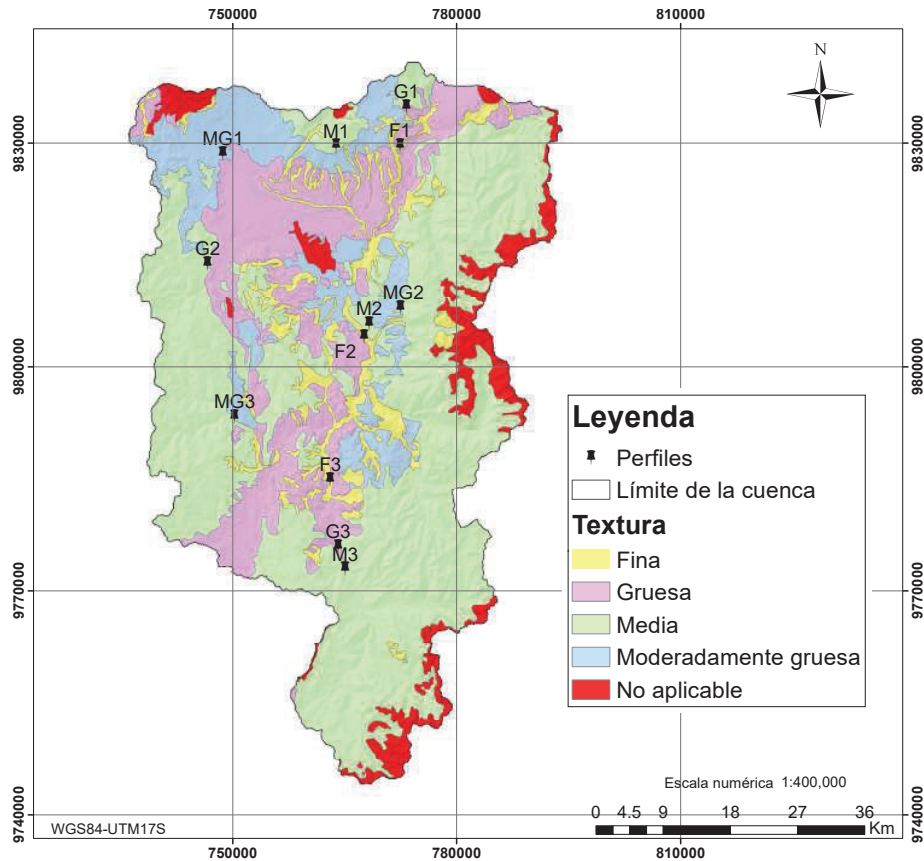 750000
780000
810000
N
9830000
9830000
G1
M1
F1
MG1
G2
MG2
M2
F2
9800000
9800000
MG3
F3
G3
M3
Leyenda
Perfiles
Límite de la cuenca
Textura
Fina
Gruesa
Media
Moderadamente gruesa
No aplicable
9770000
9770000
Escala numérica 1:400,000
0 4.5 9 18 27 36
Km
WGS84-UTM17S
9740000
9740000
750000
780000
810000